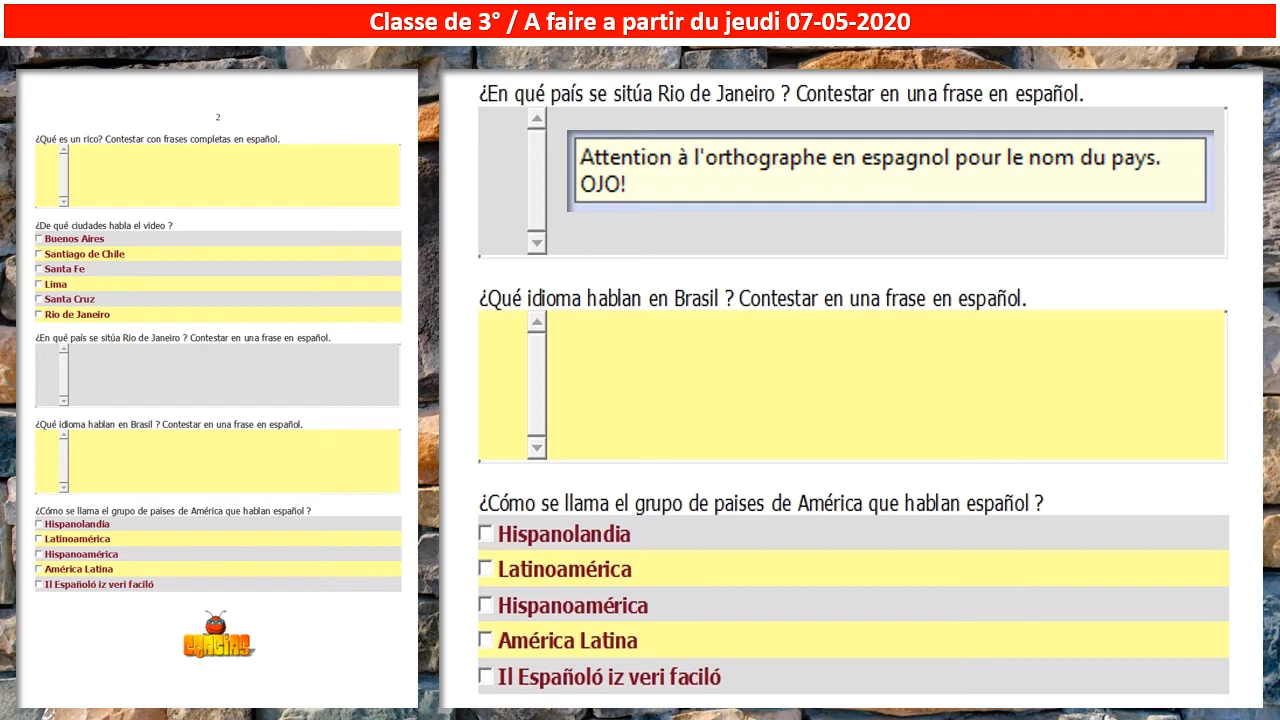 Classe de 3° / A faire a partir du jeudi 07-05-2020
2
¿Qué es un rico? Contestar con frases completas en español.
¿De qué ciudades habla el video ?
Buenos Aires
Santiago de Chile
Santa Fe
Lima
Santa Cruz
Rio de Janeiro
¿En qué país se sitúa Rio de Janeiro ? Contestar en una frase en español.
¿Qué idioma hablan en Brasil ? Contestar en una frase en español.
¿Cómo se llama el grupo de paises de América que hablan español ?
Hispanolandia
Latinoamérica
Hispanoamérica
América Latina
Il Españoló iz veri faciló
GRACIAS
¿En qué país se sitúa Rio de Janeiro ? Contestar en una frase en español.
Attention à l'orthographe en espagnol pour le nom du pays.
OJO!
¿Qué idioma hablan en Brasil ? Contestar en una frase en español.
¿Cómo se llama el grupo de paises de América que hablan español ?
Hispanolandia
Latinoamérica
Hispanoamérica
América Latina
Il Españoló iz veri faciló